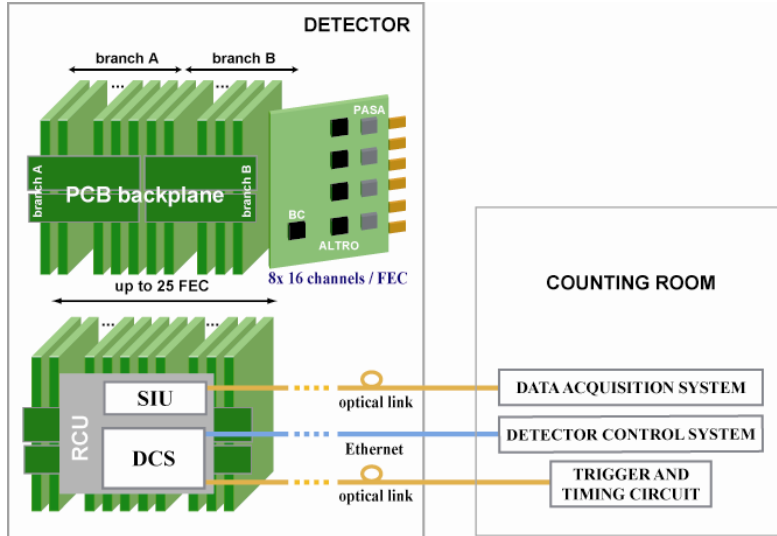 DETECTOR
branch A
branch B
...
...
PASA
branch A
PCB backplane
branch B
BC
ALTRO
8x 16 channels / FEC
up to 25 FEC
...
...
COUNTING ROOM
RCU
SIU
DCS
optical link
Ethernet
optical link
DATA ACQUISITION SYSTEM
DETECTOR CONTROL SYSTEM
TRIGGER AND
TIMING CIRCUIT